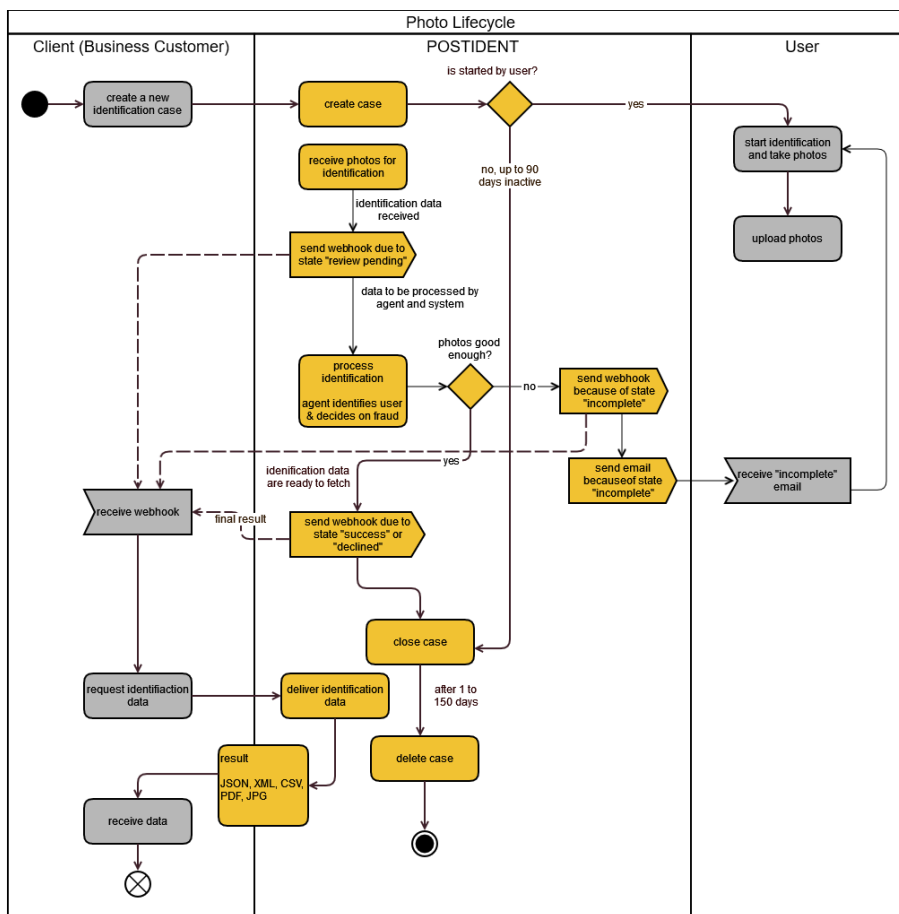 Photo Lifecycle
Client (Business Customer)
POSTIDENT
User
is started by user?
create a new
identification case
create case
yes
start identification
and take photos
receive photos for
identification
no, up to 90
days inactive
identification data
received
upload photos
send webhook due to
state "review pending"
data to be processed by
agent and system
photos good
enough?
process
identification
agent identifies user
& decides on fraud
no
send webhook
because of state
"incomplete"
yes
idenification data
are ready to fetch
send email
becauseof state
"incomplete"
receive "incomplete"
email
receive webhook
final result
send webhook due to
state "success" or
"declined"
close case
request identifiaction
data
deliver identification
data
after 1 to
150 days
result
JSON, XML, CSV,
PDF, JPG
delete case
receive data